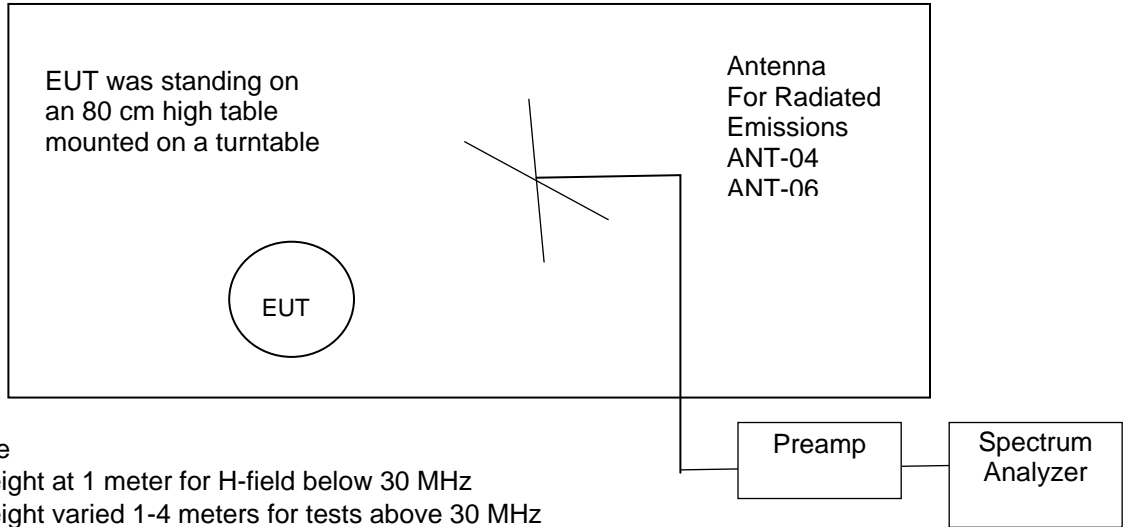 EUT was standing on
an 80 cm high table
mounted on a turntable
Antenna
For Radiated
Emissions
ANT-04
ANT-06
EUT
Preamp
Spectrum
Analyzer
e
eight at 1 meter for H-field below 30 MHz
eight varied 1-4 meters for tests above 30 MHz